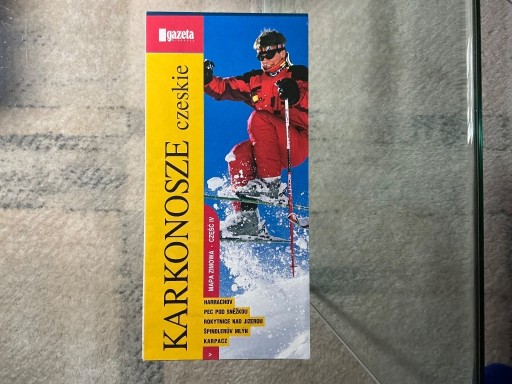 gazeta
KARKONOSZE czeskie
MAPA ZIMOWA - CZĘŚĆ IV
HARRACHOV
PEC POD SNĚŽKOU
ROKYTNICE NAD JIZEROU
ŠPINDLERŮV MLÝN
KARPACZ